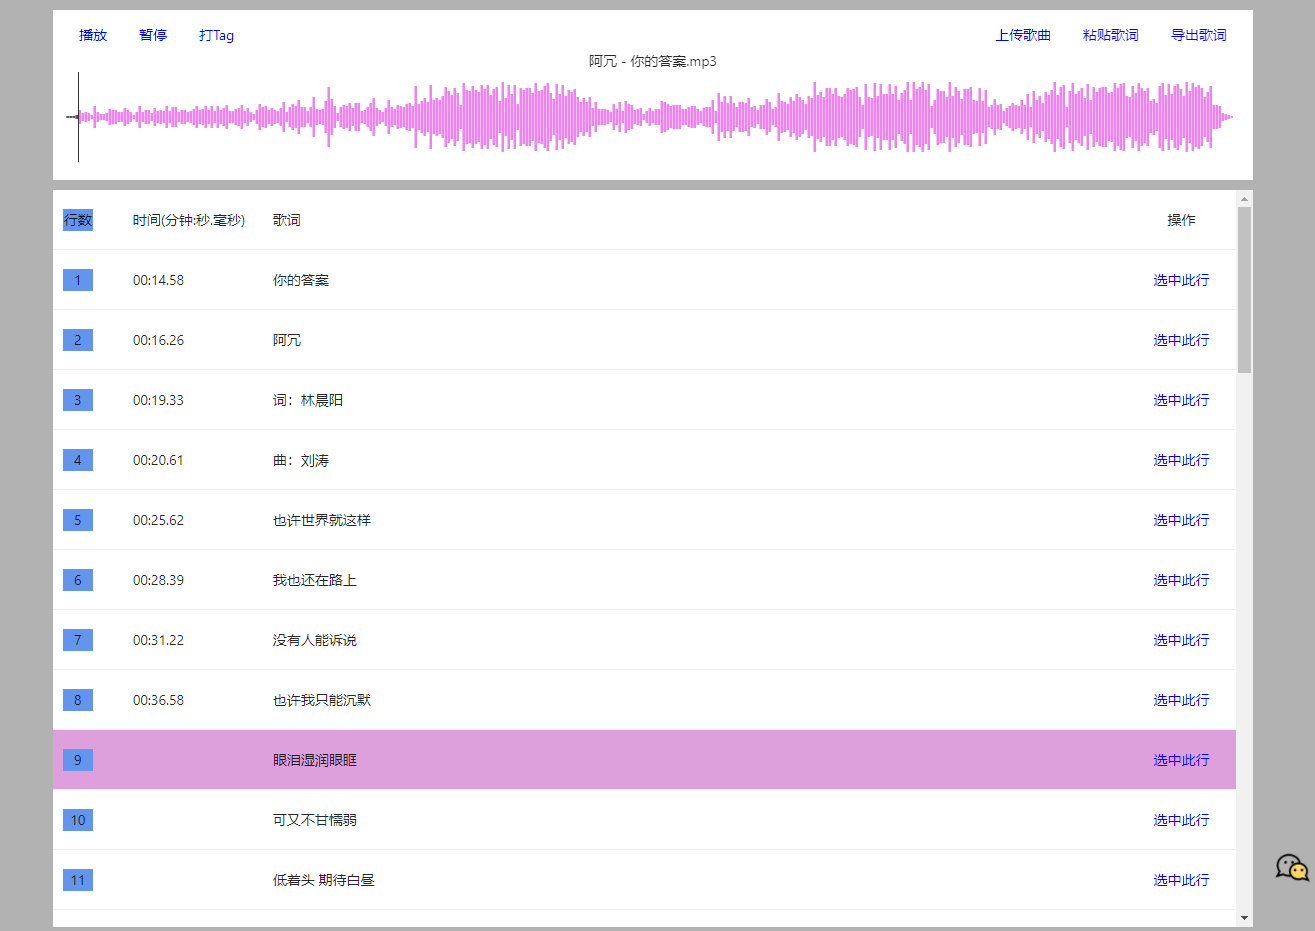 播放 暂停 打Tag 上传歌曲 粘贴歌词 导出歌词
阿冗 - 你的答案.mp3
行数 时间(分钟:秒.毫秒) 歌词 操作
1 00:14.58 你的答案 选中此行
2 00:16.26 阿冗 选中此行
3 00:19.33 词：林晨阳 选中此行
4 00:20.61 曲：刘涛 选中此行
5 00:25.62 也许世界就这样 选中此行
6 00:28.39 我也还在路上 选中此行
7 00:31.22 没有人能诉说 选中此行
8 00:36.58 也许我只能沉默 选中此行
9 眼泪湿润眼眶 选中此行
10 可又不甘懦弱 选中此行
11 低着头 期待白昼 选中此行